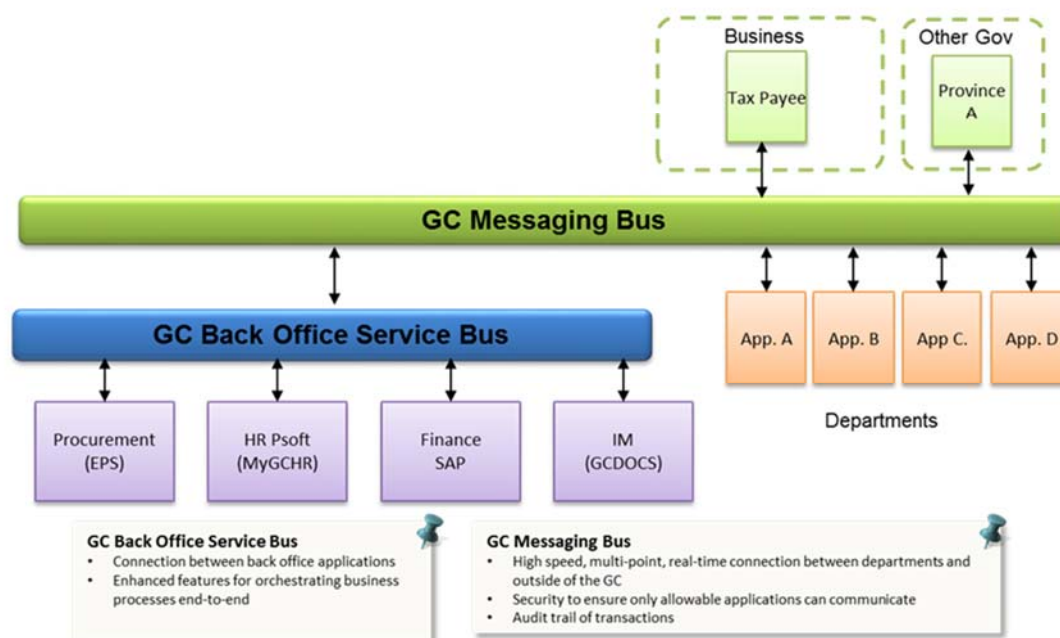 Business
Other Gov
Tax Payee
Province
A
GC Messaging Bus
GC Back Office Service Bus
App. A
App. B
App C.
App. D
Departments
Procurement
(EPS)
HR Psoft
(MyGCHR)
Finance
SAP
IM
(GCDOCS)
GC Back Office Service Bus
• Connection between back office applications
• Enhanced features for orchestrating business
processes end-to-end
GC Messaging Bus
• High speed, multi-point, real-time connection between departments and
outside of the GC
• Security to ensure only allowable applications can communicate
• Audit trail of transactions